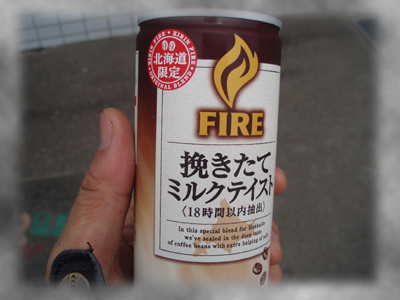 KIRIN FIRE • KIRIN FIRE
北海道
限定
ORIGINAL BLEND
FIRE
挽きたて
ミルクテイスト
〈18時間以内抽出〉
In this special blend for Hokkaido
we've sealed in the deep taste
of coffee beans with extra helping of milk.